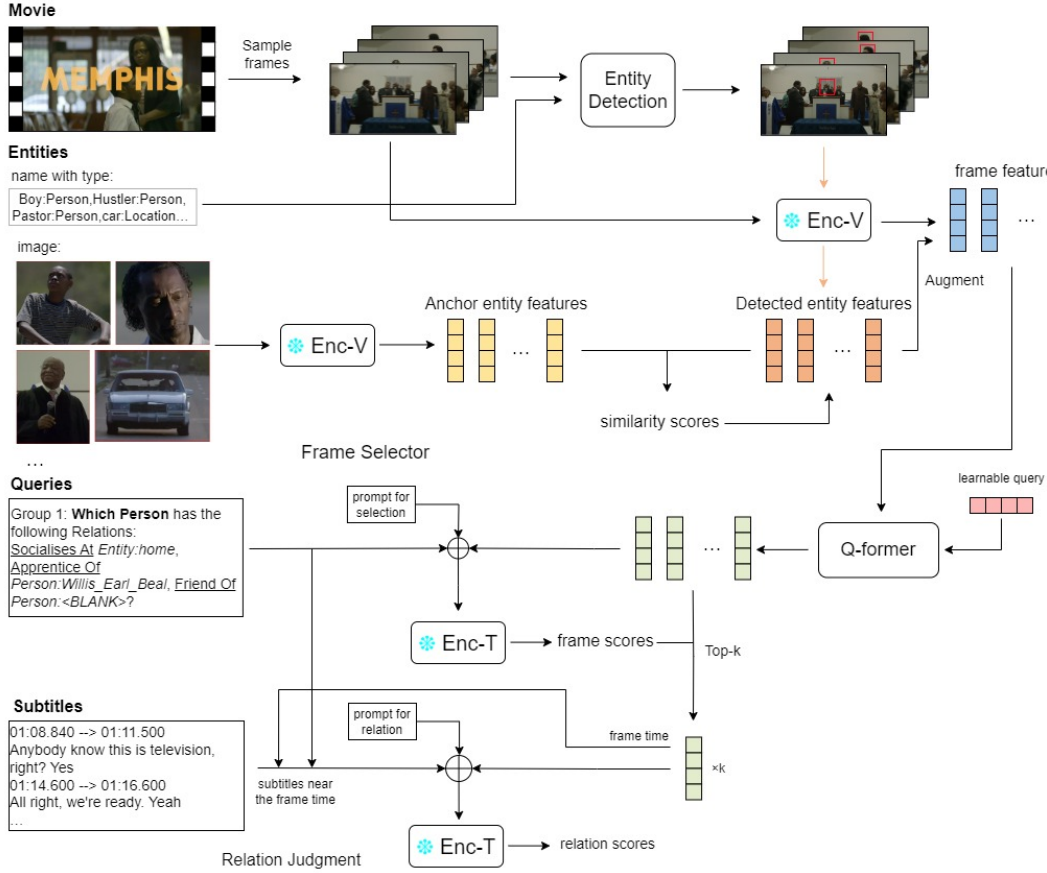 Movie
MEMPHIS
Sample
frames
Entity
Detection
Entities
name with type:
Boy:Person,Hustler:Person,
Pastor:Person,car:Location...
frame feature
Enc-V
Augment
image:
Anchor entity features
Detected entity features
Enc-V
...
...
...
similarity scores
...
Frame Selector
Queries
prompt for
selection
learnable query
Group 1: Which Person has the
following Relations:
Socialises At Entity:home,
Apprentice Of
Person:Willis_Earl_Beal, Friend Of
Person:<BLANK>?
...
Q-former
Enc-T
frame scores
Top-k
Subtitles
prompt for
relation
frame time
01:08.840 --> 01:11.500
Anybody know this is television,
right? Yes
01:14.600 --> 01:16.600
All right, we're ready. Yeah
...
subtitles near
the frame time
×k
Enc-T
relation scores
Relation Judgment